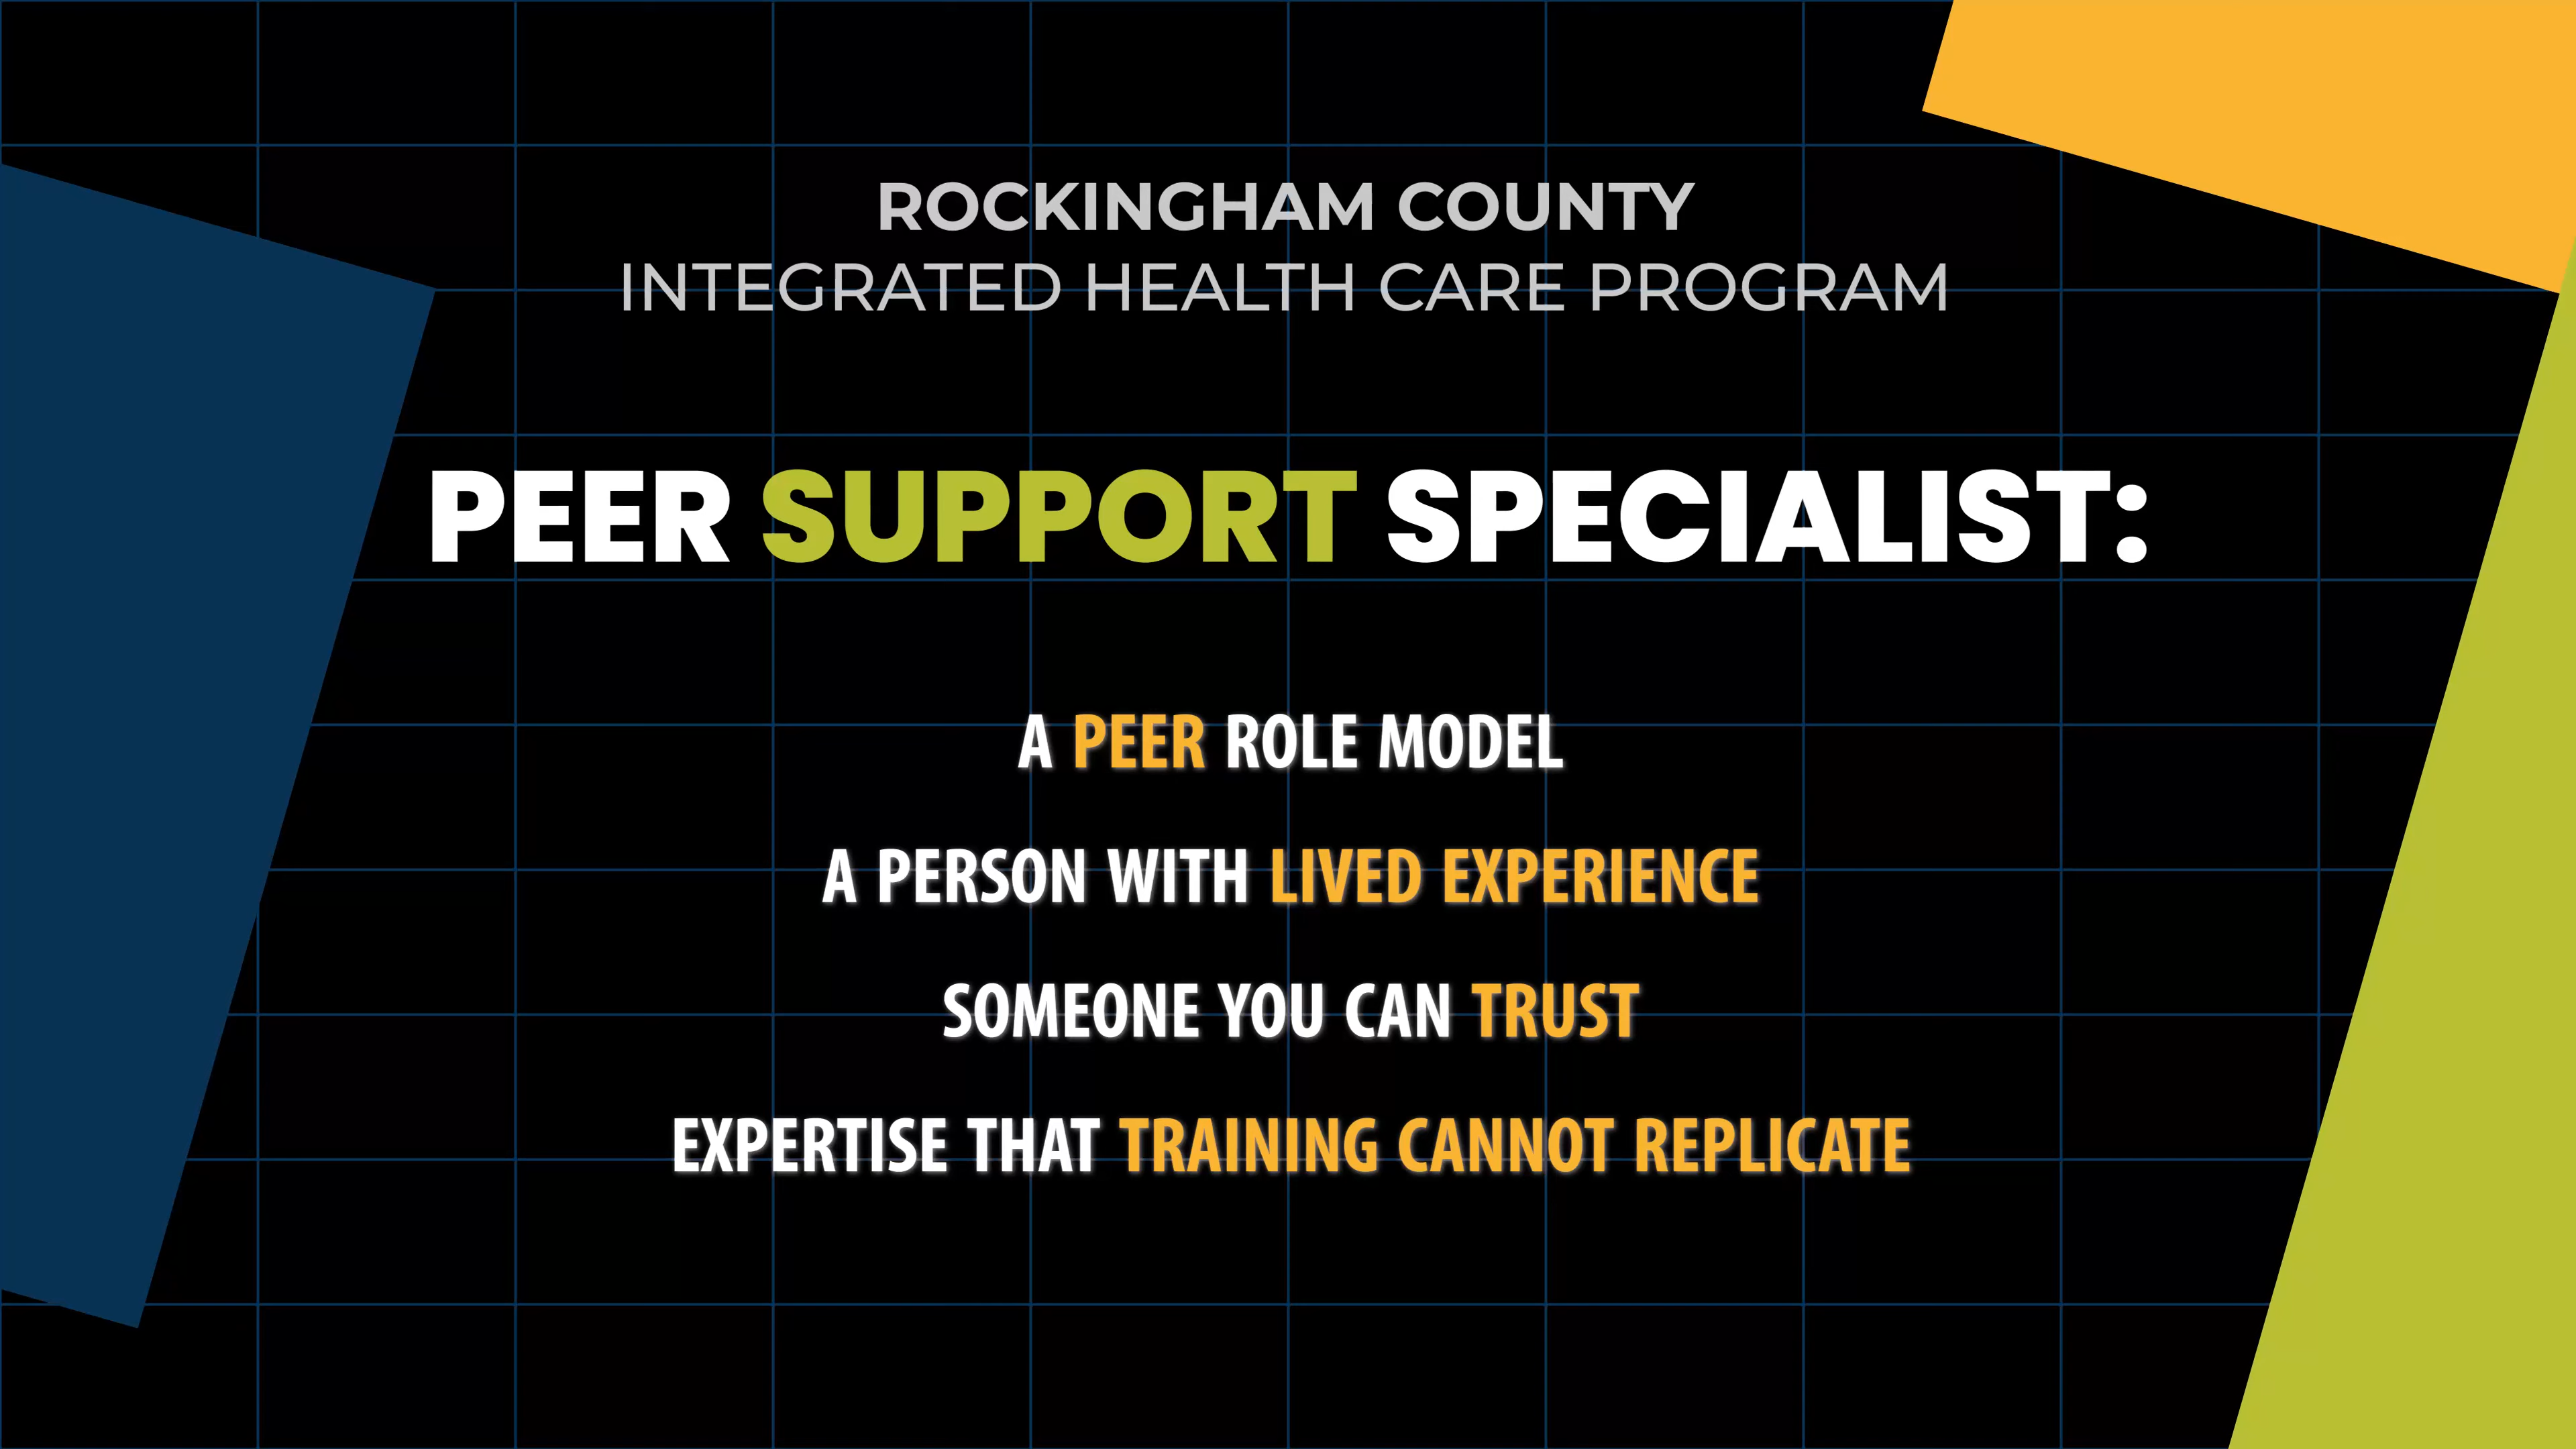 ROCKINGHAM COUNTY
INTEGRATED HEALTH CARE PROGRAM
PEER SUPPORT SPECIALIST:
A PEER ROLE MODEL
A PERSON WITH LIVED EXPERIENCE
SOMEONE YOU CAN TRUST
EXPERTISE THAT TRAINING CANNOT REPLICATE